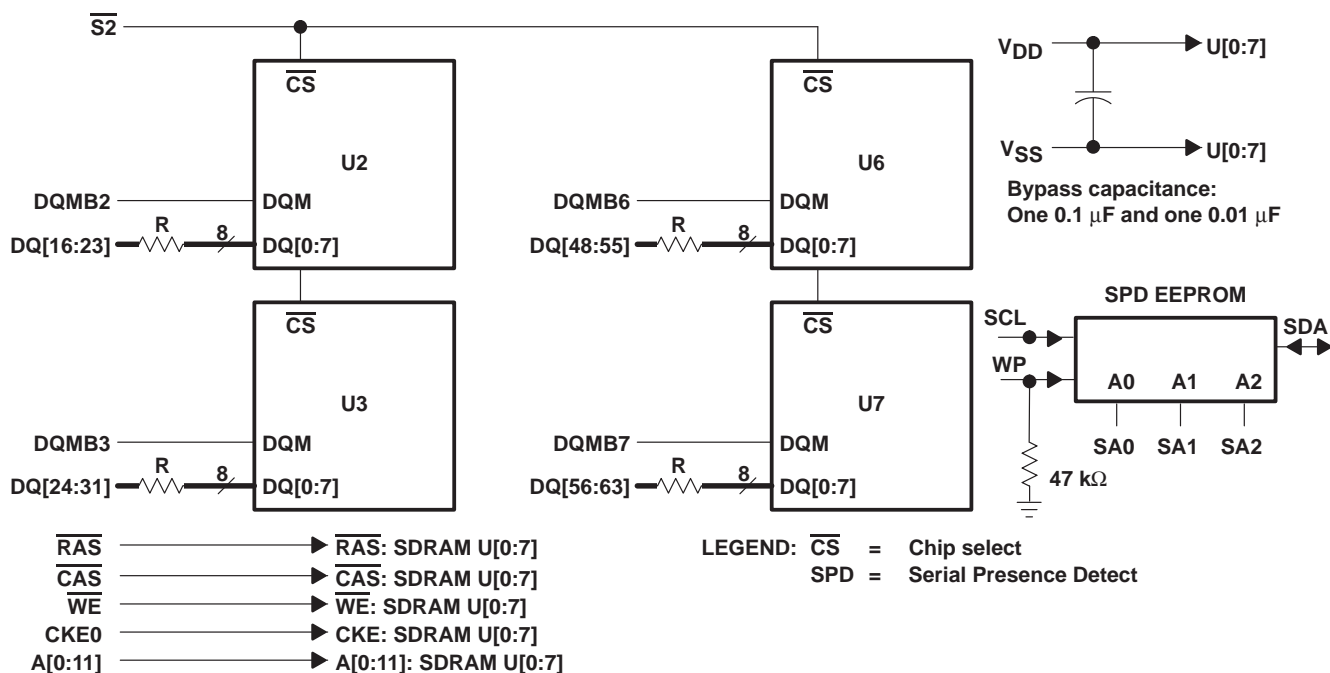 S2
CS
U2
DQMB2 DQM
R 8
DQ[16:23] DQ[0:7]
CS
U3
DQMB3 DQM
R 8
DQ[24:31] DQ[0:7]
CS
U6
DQMB6 DQM
R 8
DQ[48:55] DQ[0:7]
CS
U7
DQMB7 DQM
R 8
DQ[56:63] DQ[0:7]
VDD U[0:7]
VSS U[0:7]
Bypass capacitance:
One 0.1 μF and one 0.01 μF
SPD EEPROM
SCL SDA
WP
A0 A1 A2
SA0 SA1 SA2
47 kΩ
RAS RAS: SDRAM U[0:7]
CAS CAS: SDRAM U[0:7]
WE WE: SDRAM U[0:7]
CKE0 CKE: SDRAM U[0:7]
A[0:11] A[0:11]: SDRAM U[0:7]
LEGEND: CS = Chip select
SPD = Serial Presence Detect